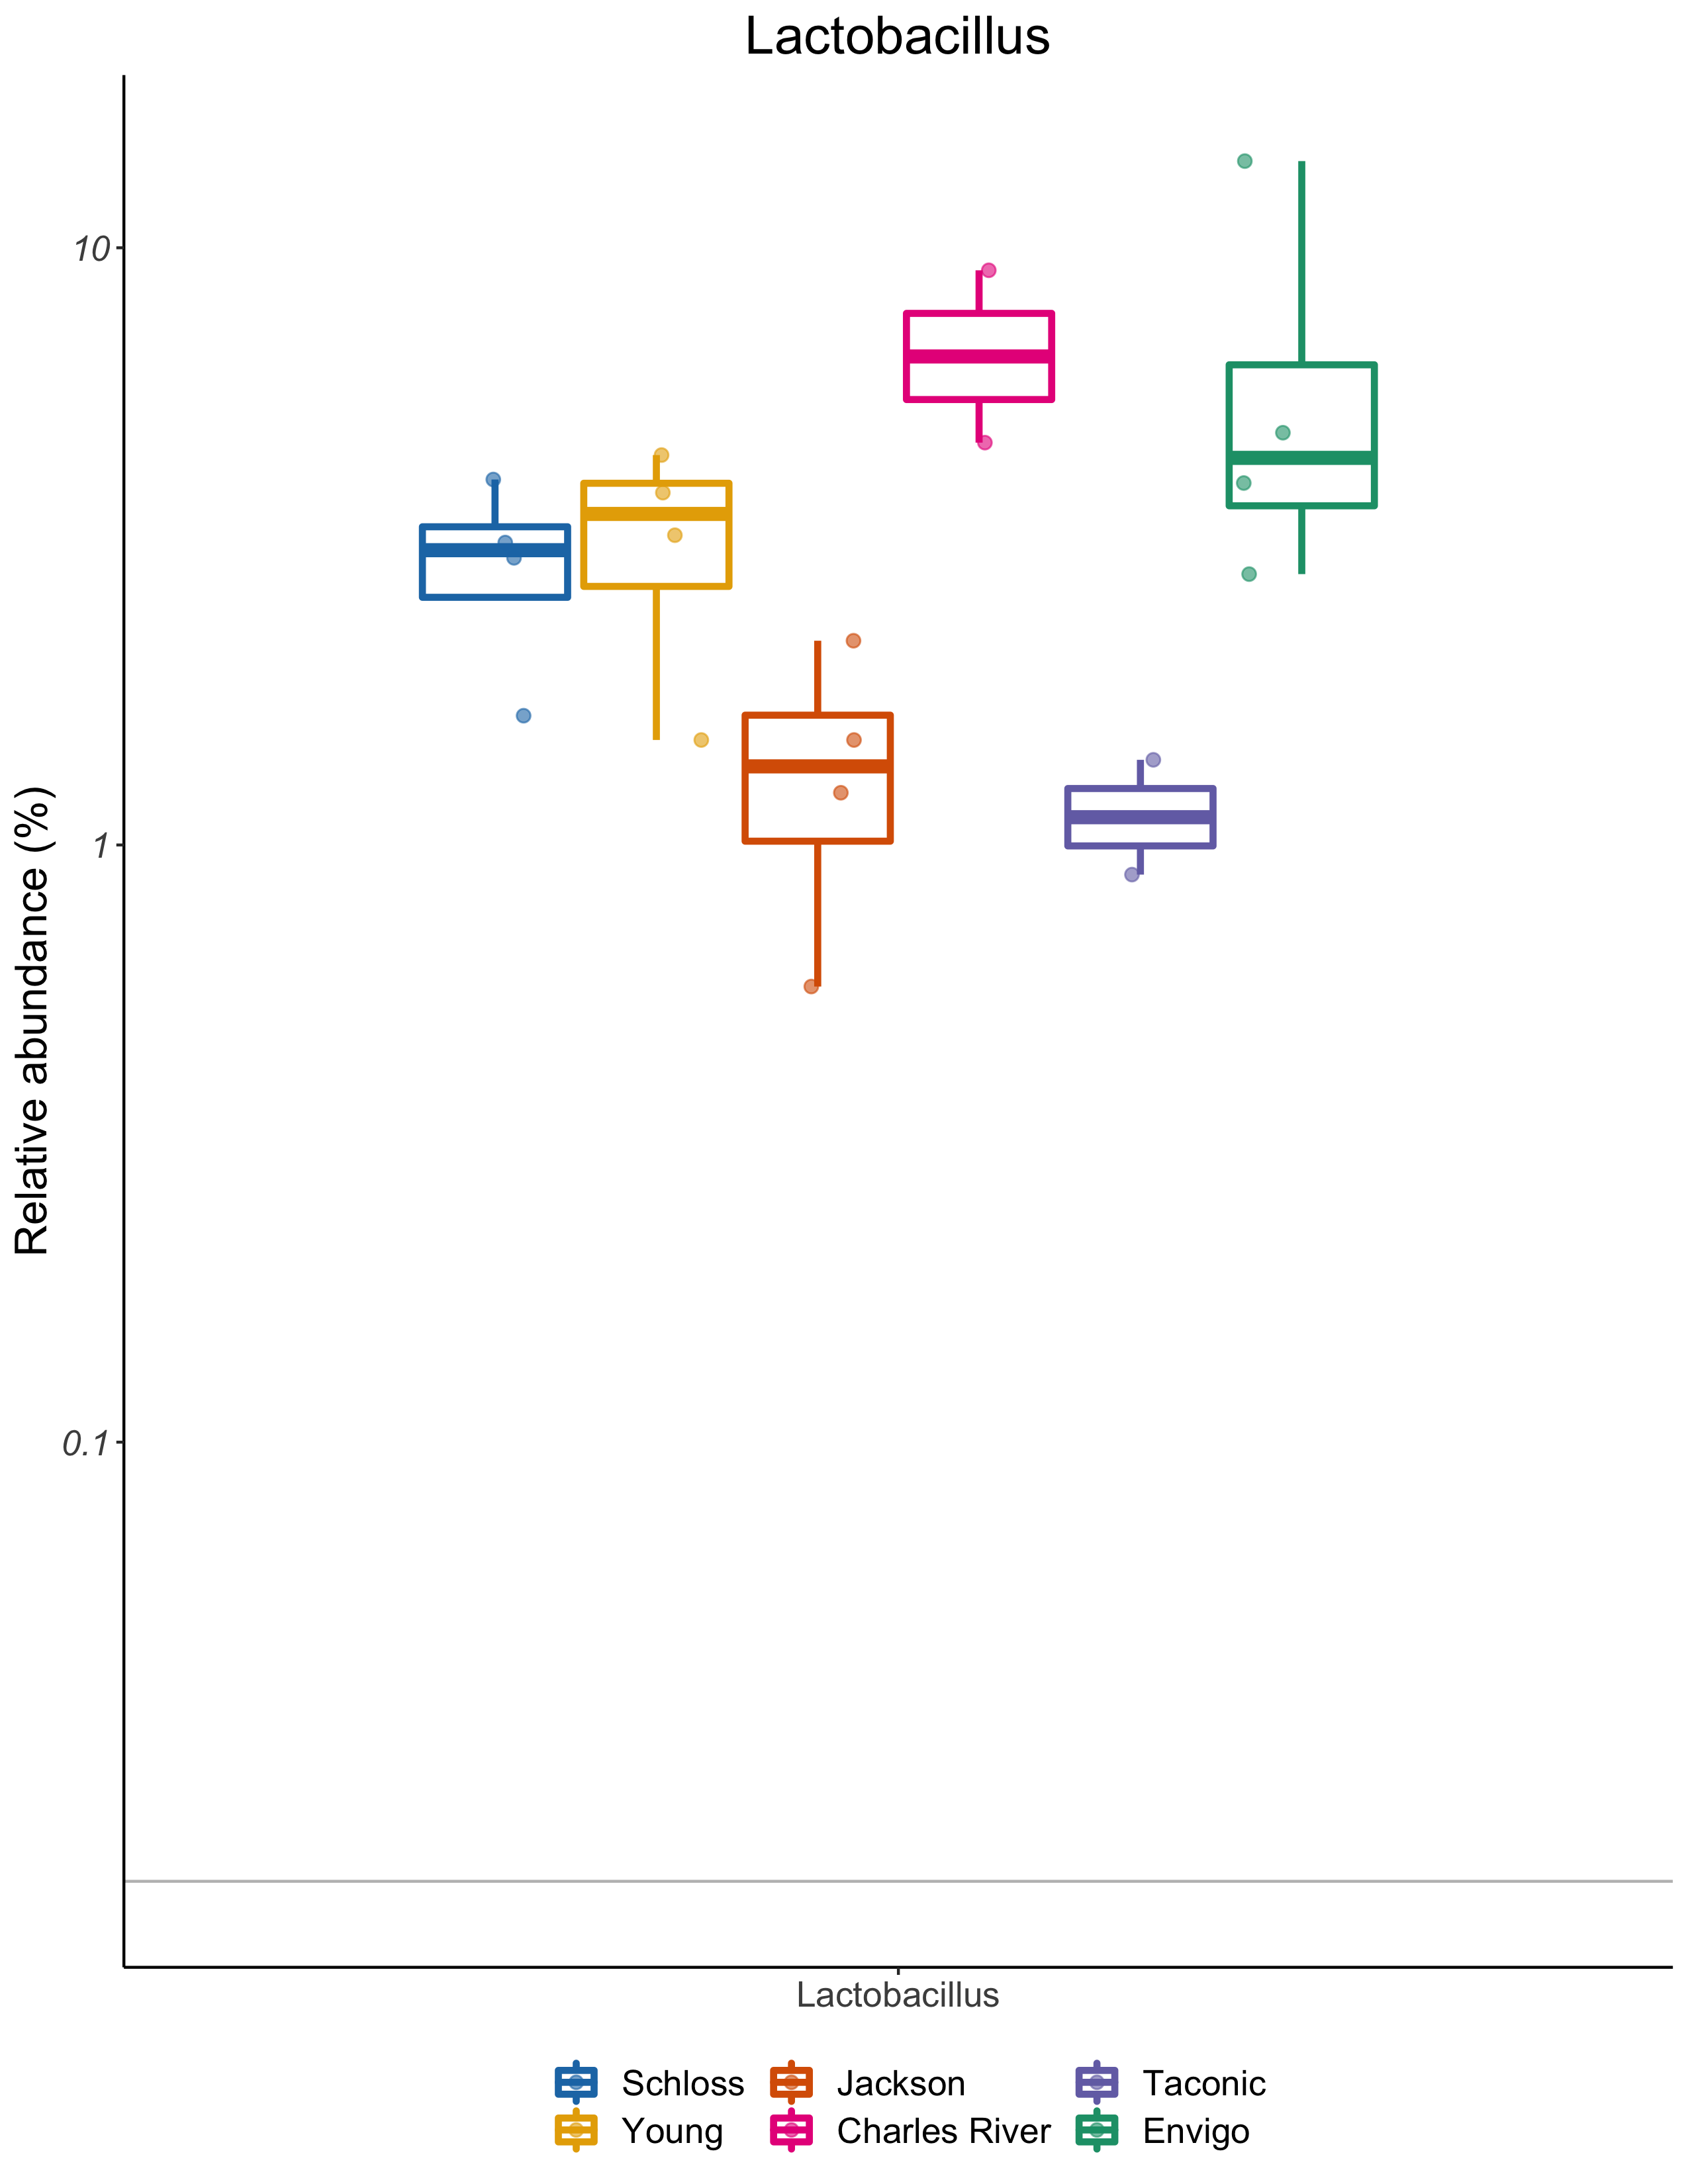 Lactobacillus
10
1
0.1
Relative abundance (%)
Lactobacillus
Schloss
Jackson
Taconic
Young
Charles River
Envigo